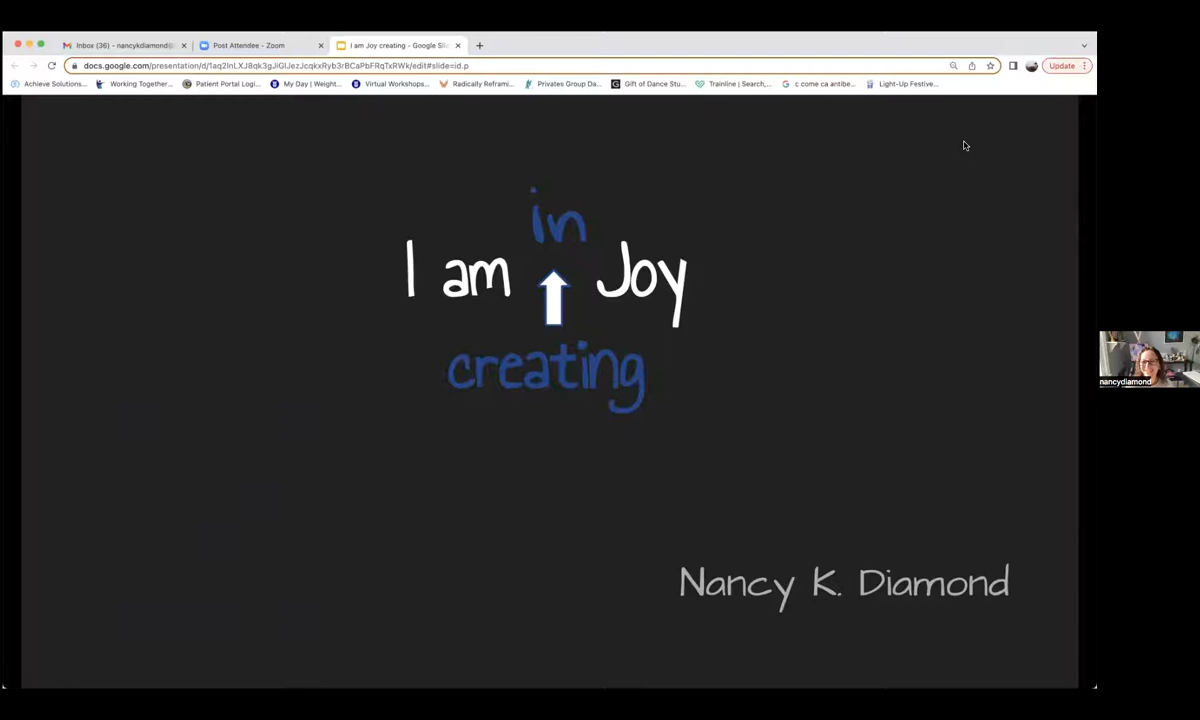 Inbox (36) - nancykdiamond@
Post Attendee - Zoom
I am Joy creating - Google Sli
docs.google.com/presentation/d/1aq2lnLXJ8qk3gJiGlJezJcqkxRyb3rBCaPbFRqTxRWk/edit#slide=id.p
Update
Achieve Solutions...
Working Together...
Patient Portal Logi...
My Day | Weight...
Virtual Workshops...
Radically Reframi...
Privates Group Da...
Gift of Dance Stu...
Trainline | Search,...
c come ca antibe...
Light-Up Festive...
in
I am Joy
creating
nancydiamond
Nancy K. Diamond